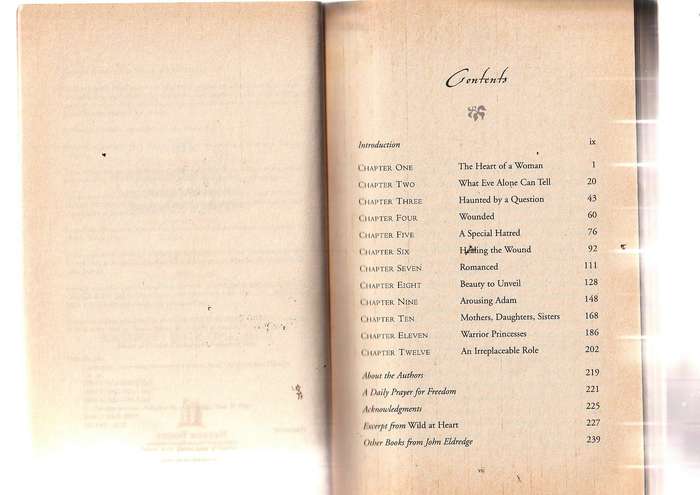 Contents
Introduction ix
CHAPTER ONE The Heart of a Woman 1
CHAPTER TWO What Eve Alone Can Tell 20
CHAPTER THREE Haunted by a Question 43
CHAPTER FOUR Wounded 60
CHAPTER FIVE A Special Hatred 76
CHAPTER SIX Healing the Wound 92
CHAPTER SEVEN Romanced 111
CHAPTER EIGHT Beauty to Unveil 128
CHAPTER NINE Arousing Adam 148
CHAPTER TEN Mothers, Daughters, Sisters 168
CHAPTER ELEVEN Warrior Princesses 186
CHAPTER TWELVE An Irreplaceable Role 202
About the Authors 219
A Daily Prayer for Freedom 221
Acknowledgments 225
Excerpt from Wild at Heart 227
Other Books from John Eldredge 239
vii